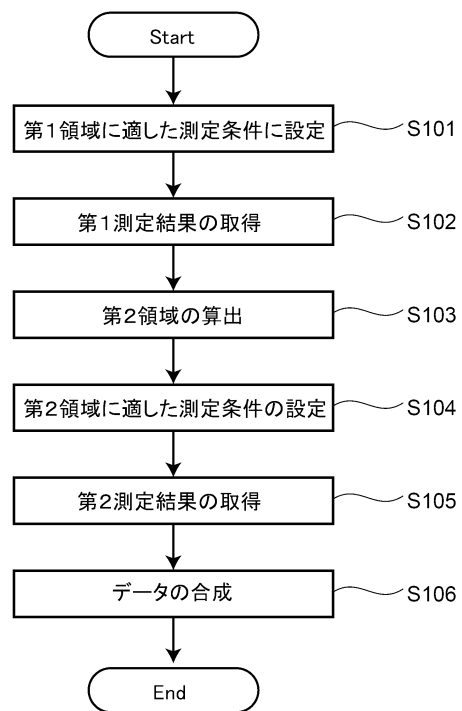 Start
第1領域に適した測定条件に設定
S101
第1測定結果の取得
S102
第2領域の算出
S103
第2領域に適した測定条件の設定
S104
第2測定結果の取得
S105
データの合成
S106
End